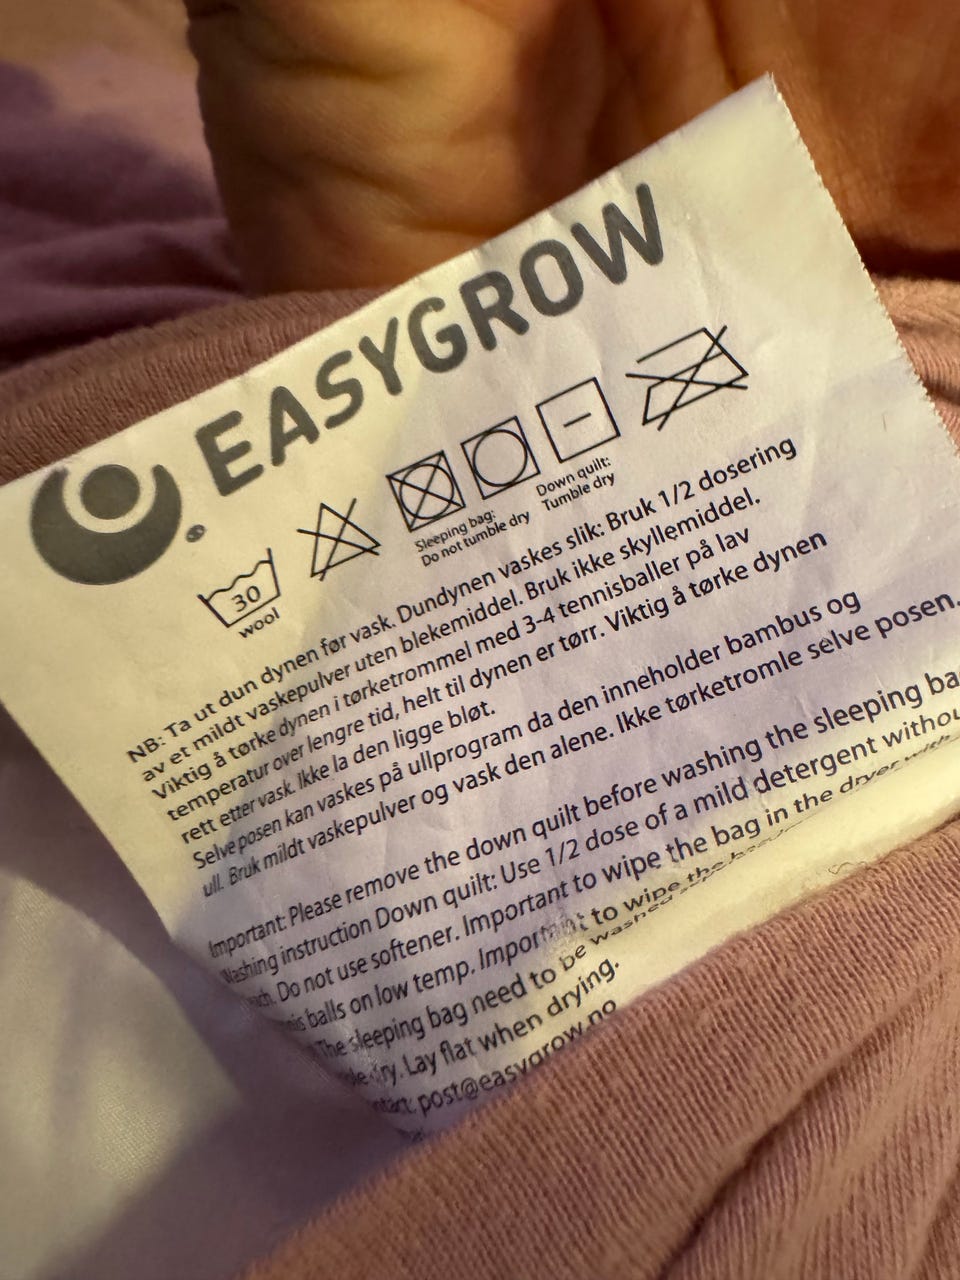 EASYGROW
30
wool
Sleeping bag:
Do not tumble dry
Down quilt:
Tumble dry
NB: Ta ut dun dynen før vask. Dundynen vaskes slik: Bruk 1/2 dosering
av et mildt vaskepulver uten blekemiddel. Bruk ikke skyllemiddel.
Viktig å tørke dynen i tørketrommel med 3-4 tennisballer på lav
temperatur over lengre tid, helt til dynen er tørr. Viktig å tørke dynen
rett etter vask. Ikke la den ligge bløt.
Selve posen kan vaskes på ullprogram da den inneholder bambus og
ull. Bruk mildt vaskepulver og vask den alene. Ikke tørketromle selve posen.
Important: Please remove the down quilt before washing the sleeping
Washing instruction Down quilt: Use 1/2 dose of a mild detergent
Do not use softener. Important to wipe the bag in the dryer with
balls on low temp. Important to wipe the
The sleeping bag need to be washed
dry. Lay flat when drying.
post@easygrow.no